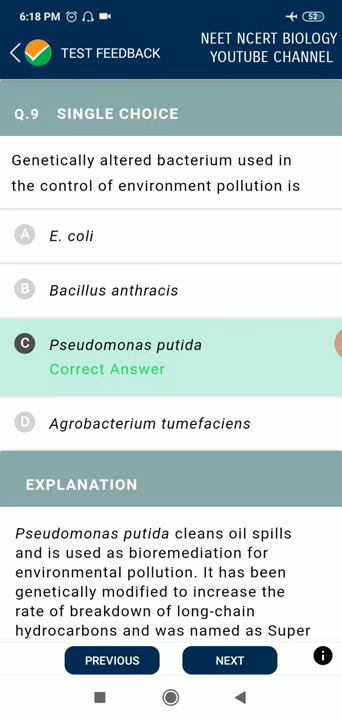 6:18 PM
52
TEST FEEDBACK
NEET NCERT BIOLOGY
YOUTUBE CHANNEL
Q.9 SINGLE CHOICE
Genetically altered bacterium used in
the control of environment pollution is
A E. coli
B Bacillus anthracis
C Pseudomonas putida
Correct Answer
D Agrobacterium tumefaciens
EXPLANATION
Pseudomonas putida cleans oil spills
and is used as bioremediation for
environmental pollution. It has been
genetically modified to increase the
rate of breakdown of long-chain
hydrocarbons and was named as Super
PREVIOUS
NEXT
i